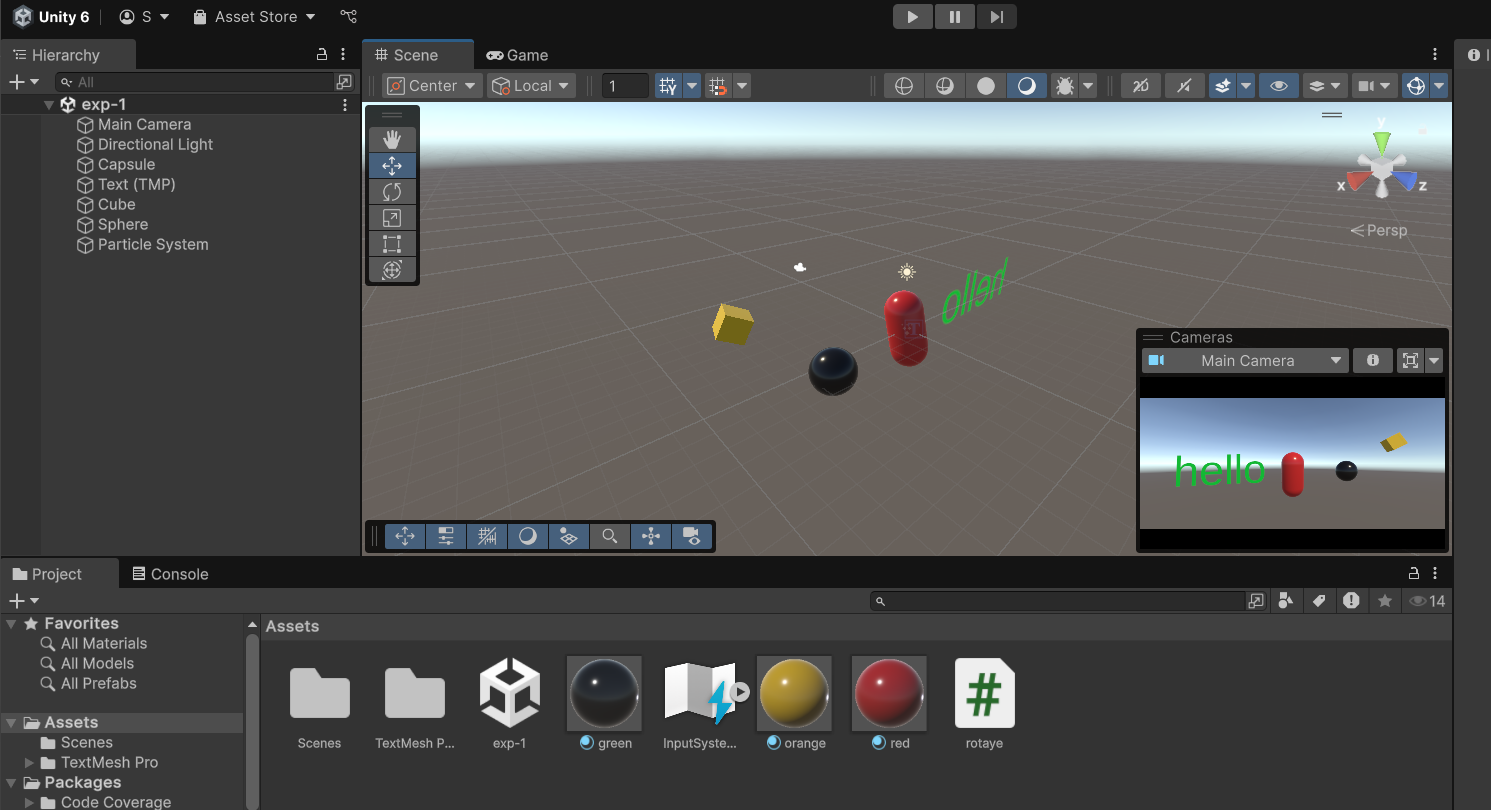 Unity 6 S Asset Store
Hierarchy
All
exp-1
Main Camera
Directional Light
Capsule
Text (TMP)
Cube
Sphere
Particle System
Scene Game
Center Local 1 2D
y
x z
Persp
hello
Cameras
Main Camera
hello
Project Console
14
Favorites
All Materials
All Models
All Prefabs
Assets
Scenes
TextMesh Pro
Packages
Code Coverage
Assets
Scenes TextMesh P... exp-1 green InputSyste... orange red rotaye